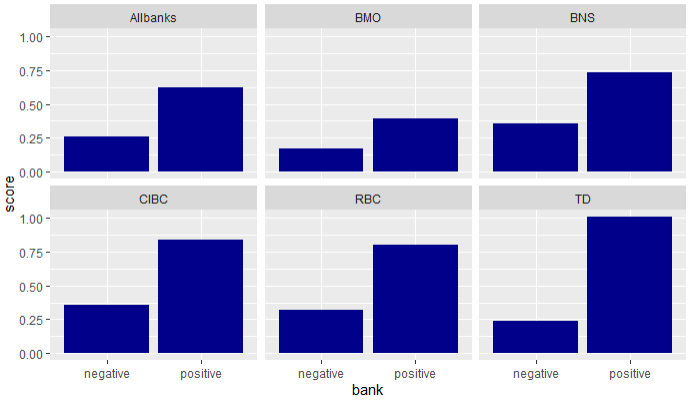 Allbanks BMO BNS
1.00
0.75
0.50
0.25
0.00
score
CIBC RBC TD
1.00
0.75
0.50
0.25
0.00
negative positive negative positive negative positive
bank